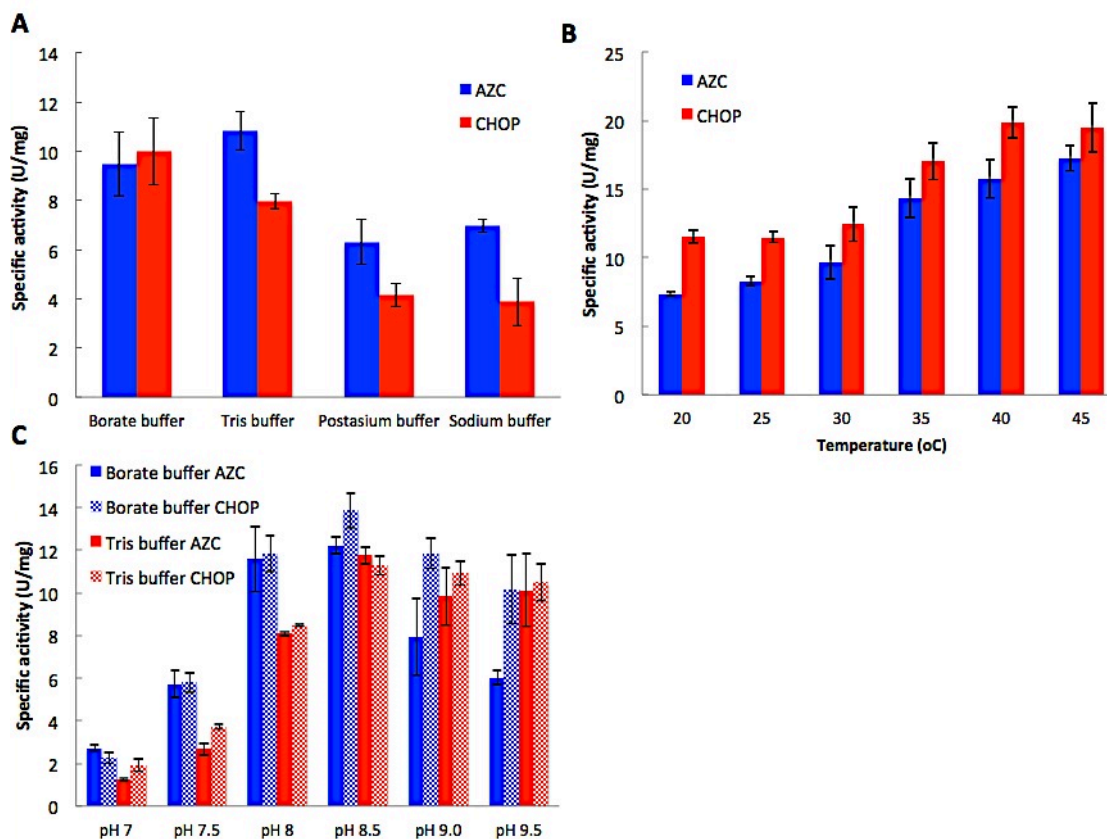 A
Specific activity (U/mg)
14
12
10
8
6
4
2
0
AZC
CHOP
Borate buffer
Tris buffer
Postasium buffer
Sodium buffer
B
Specific activity (U/mg)
25
20
15
10
5
0
AZC
CHOP
20
25
30
35
40
45
Temperature (oC)
C
Specific acitivity (U/mg)
16
14
12
10
8
6
4
2
0
Borate buffer AZC
Borate buffer CHOP
Tris buffer AZC
Tris buffer CHOP
pH 7
pH 7.5
pH 8
pH 8.5
pH 9.0
pH 9.5